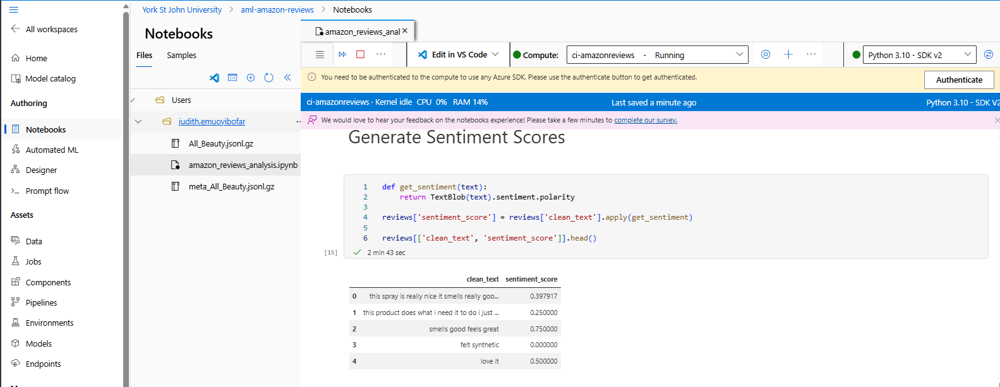 York St John University > aml-amazon-reviews > Notebooks
All workspaces
Home
Model catalog
Authoring
Notebooks
Automated ML
Designer
Prompt flow
Assets
Data
Jobs
Components
Pipelines
Environments
Models
Endpoints
Notebooks
Files Samples
Users
judith.emuoyibofar
All_Beauty.jsonl.gz
amazon_reviews_analysis.ipynb
meta_All_Beauty.jsonl.gz
amazon_reviews_anal
Edit in VS Code
Compute: ci-amazonreviews - Running
Python 3.10 - SDK v2
You need to be authenticated to the compute to use any Azure SDK. Please use the authenticate button to get authenticated.
Authenticate
ci-amazonreviews · Kernel idle CPU 0% RAM 14% Last saved a minute ago Python 3.10 - SDK V2
We would love to hear your feedback on the notebooks experience! Please take a few minutes to complete our survey.
Generate Sentiment Scores
1 def get_sentiment(text):
2 return TextBlob(text).sentiment.polarity
3
4 reviews['sentiment_score'] = reviews['clean_text'].apply(get_sentiment)
5
6 reviews[['clean_text', 'sentiment_score']].head()
[15] 2 min 43 sec
clean_text sentiment_score
0 this spray is really nice it smells really goo... 0.397917
1 this product does what i need it to do i just ... 0.250000
2 smells good feels great 0.750000
3 felt synthetic 0.000000
4 love it 0.500000